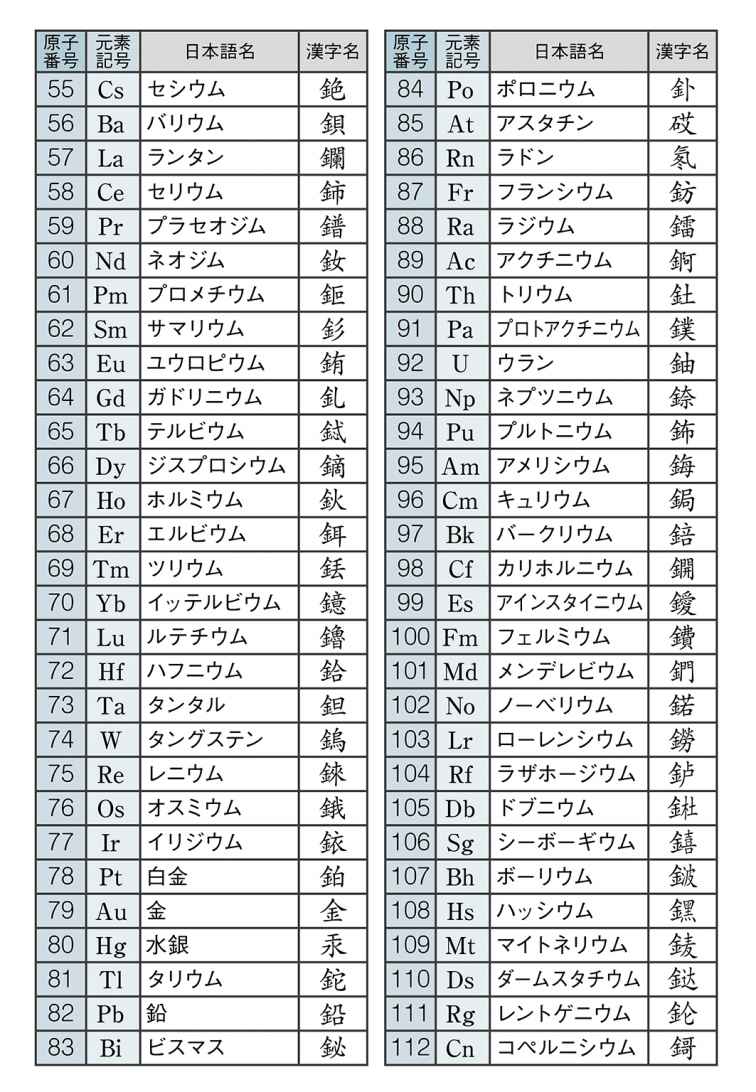 原子番号 元素記号 日本語名 漢字名
55 Cs セシウム 銫
56 Ba バリウム 鋇
57 La ランタン 鑭
58 Ce セリウム 鈰
59 Pr プラセオジム 鐠
60 Nd ネオジム 釹
61 Pm プロメチウム 鉕
62 Sm サマリウム 釤
63 Eu ユウロピウム 銪
64 Gd ガドリニウム 釓
65 Tb テルビウム 鋱
66 Dy ジスプロシウム 鏑
67 Ho ホルミウム 鈥
68 Er エルビウム 鉺
69 Tm ツリウム 銩
70 Yb イッテルビウム 鐿
71 Lu ルテチウム 鑥
72 Hf ハフニウム 鉿
73 Ta タンタル 鉭
74 W タングステン 鎢
75 Re レニウム 錸
76 Os オスミウム 鋨
77 Ir イリジウム 銥
78 Pt 白金 鉑
79 Au 金 金
80 Hg 水銀 汞
81 Tl タリウム 鉈
82 Pb 鉛 鉛
83 Bi ビスマス 鉍
原子番号 元素記号 日本語名 漢字名
84 Po ポロニウム 釙
85 At アスタチン 砹
86 Rn ラドン 氡
87 Fr フランシウム 鈁
88 Ra ラジウム 鐳
89 Ac アクチニウム 錒
90 Th トリウム 釷
91 Pa プロトアクチニウム 鏷
92 U ウラン 鈾
93 Np ネプツニウム 錼
94 Pu プルトニウム 鈽
95 Am アメリシウム 鋂
96 Cm キュリウム 鋦
97 Bk バークリウム 錇
98 Cf カリホルニウム 鐦
99 Es アインスタイニウム 鑀
100 Fm フェルミウム 鐨
101 Md メンデレビウム 鍆
102 No ノーベリウム 鍩
103 Lr ローレンシウム 鐒
104 Rf ラザホージウム
105 Db ドブニウム 𨧀
106 Sg シーボーギウム 𨭎
107 Bh ボーリウム 𨨏
108 Hs ハッシウム 𨭆
109 Mt マイトネリウム
110 Ds ダームスタチウム
111 Rg レントゲニウム
112 Cn コペルニシウム